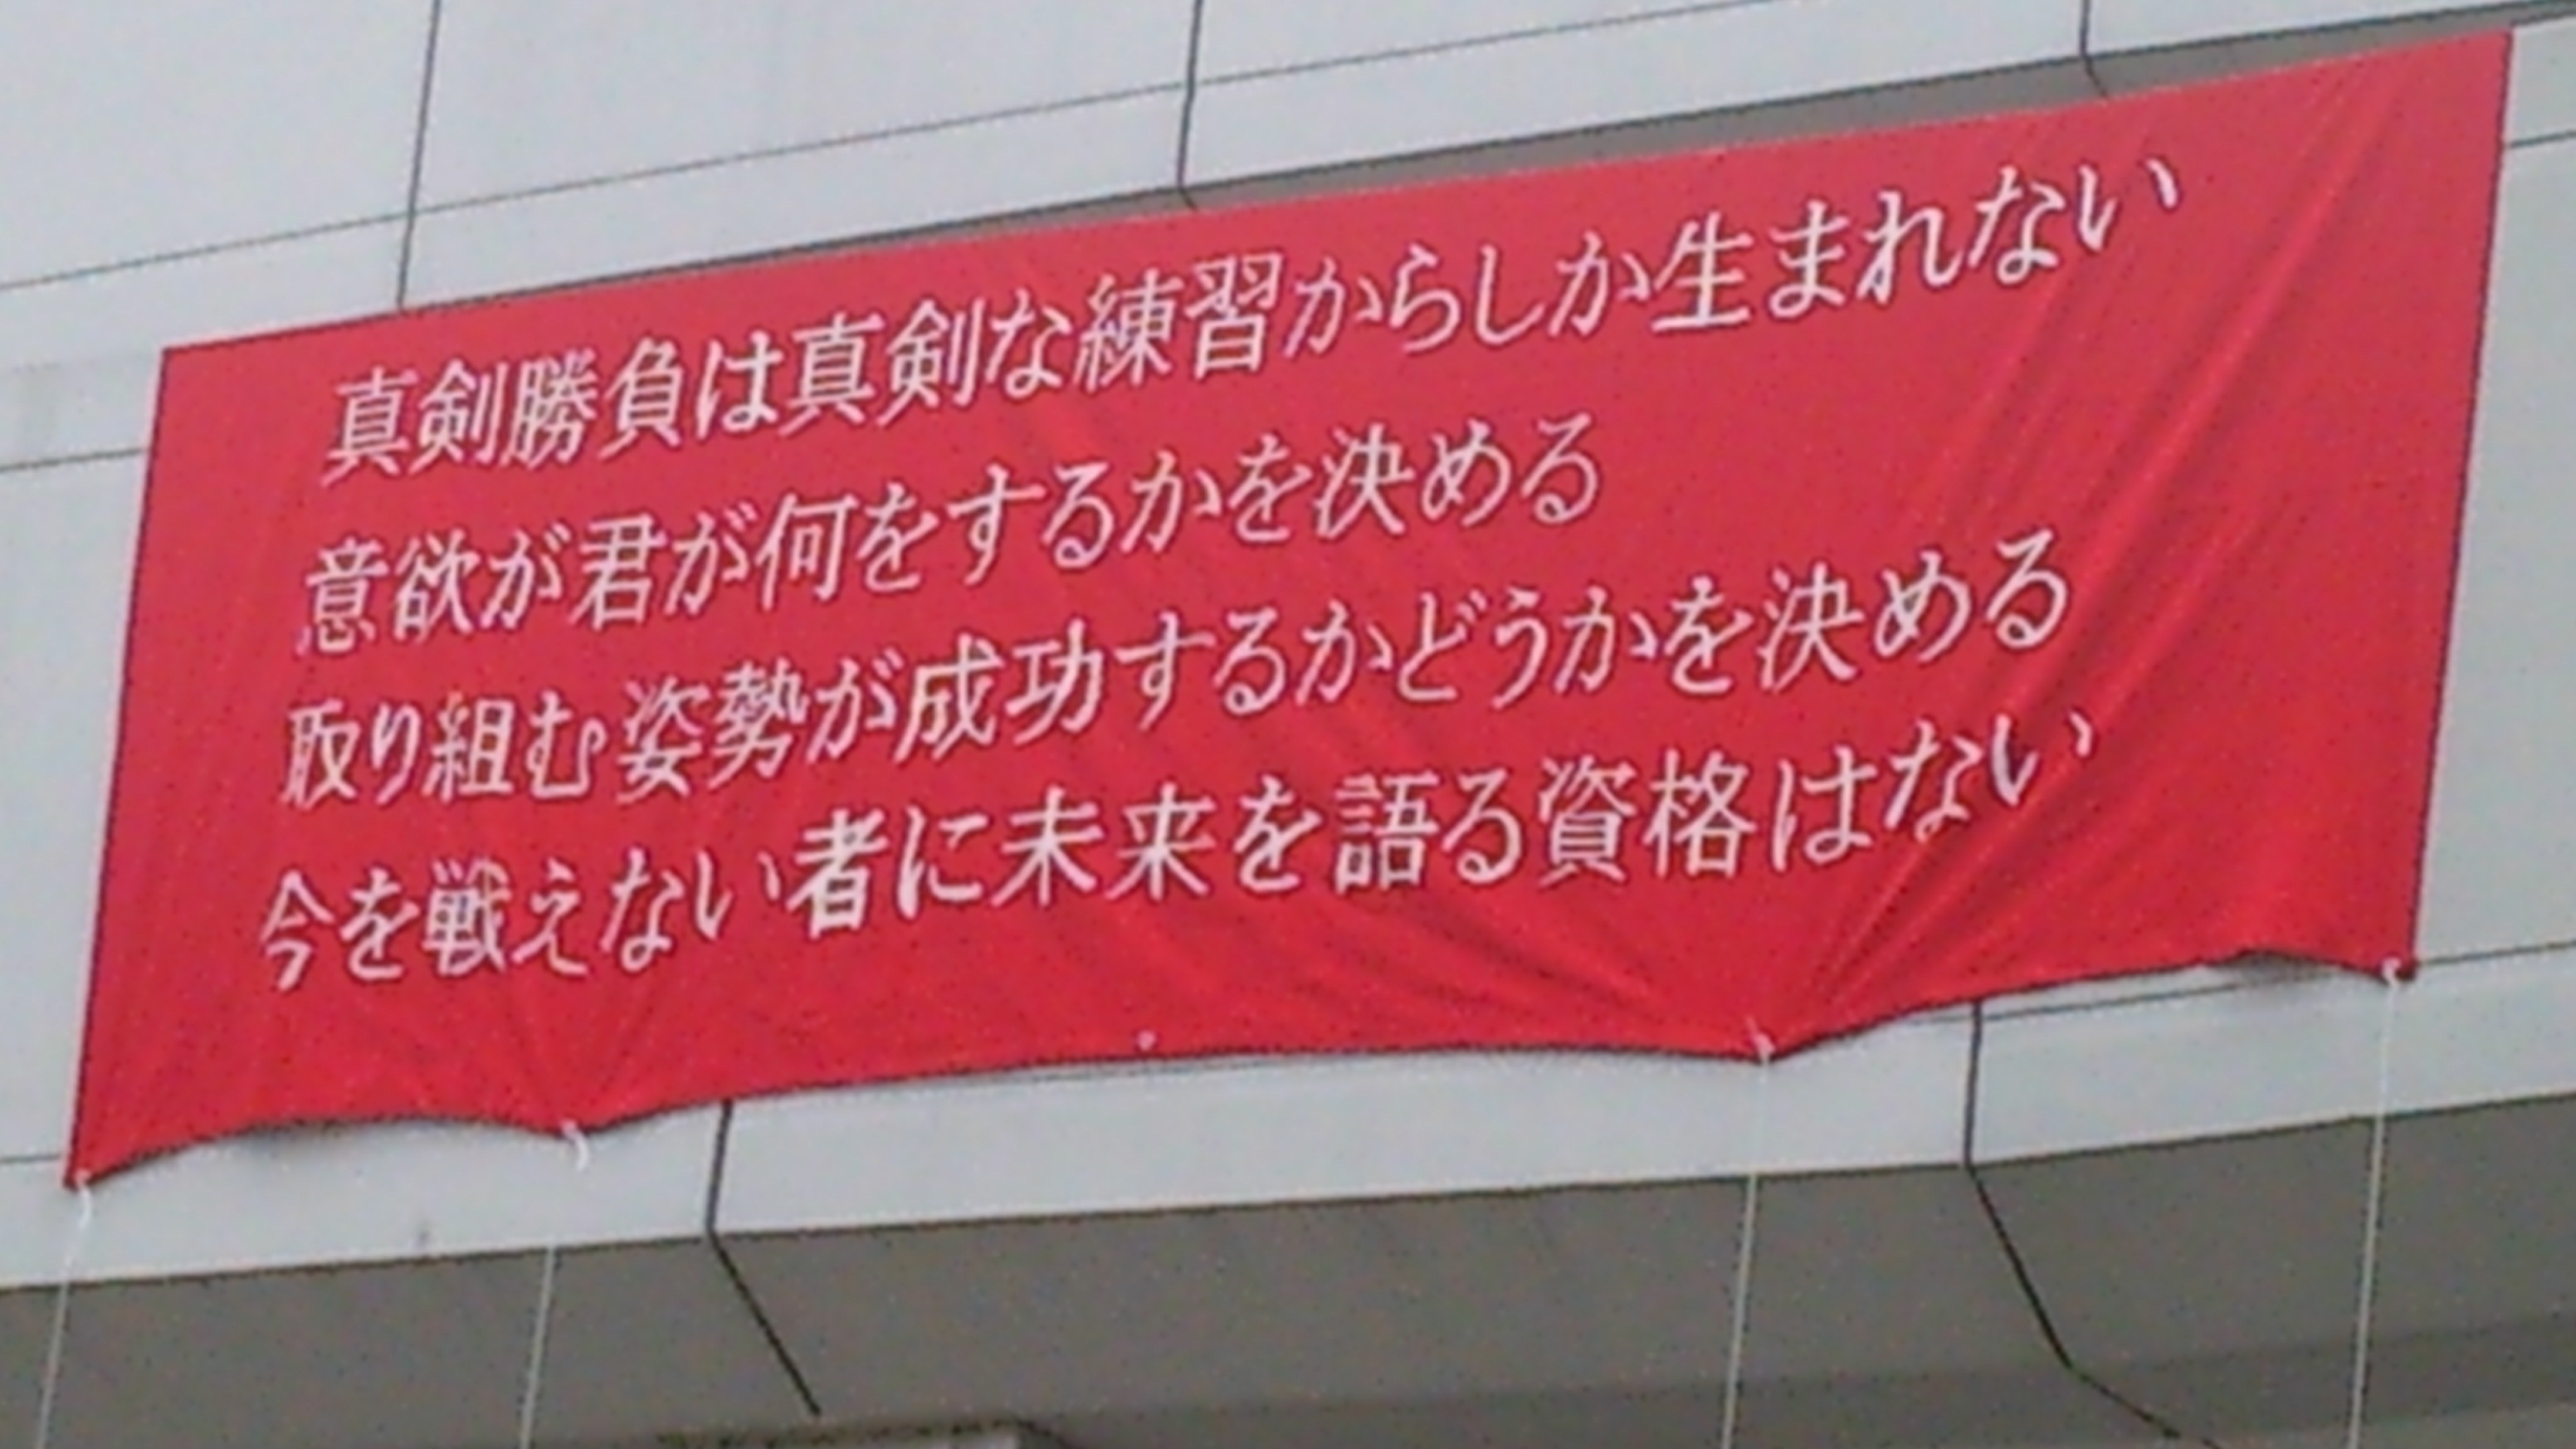 真剣勝負は真剣な練習からしか生まれない
意欲が君が何をするかを決める
取り組む姿勢が成功するかどうかを決める
今を戦えない者に未来を語る資格はない